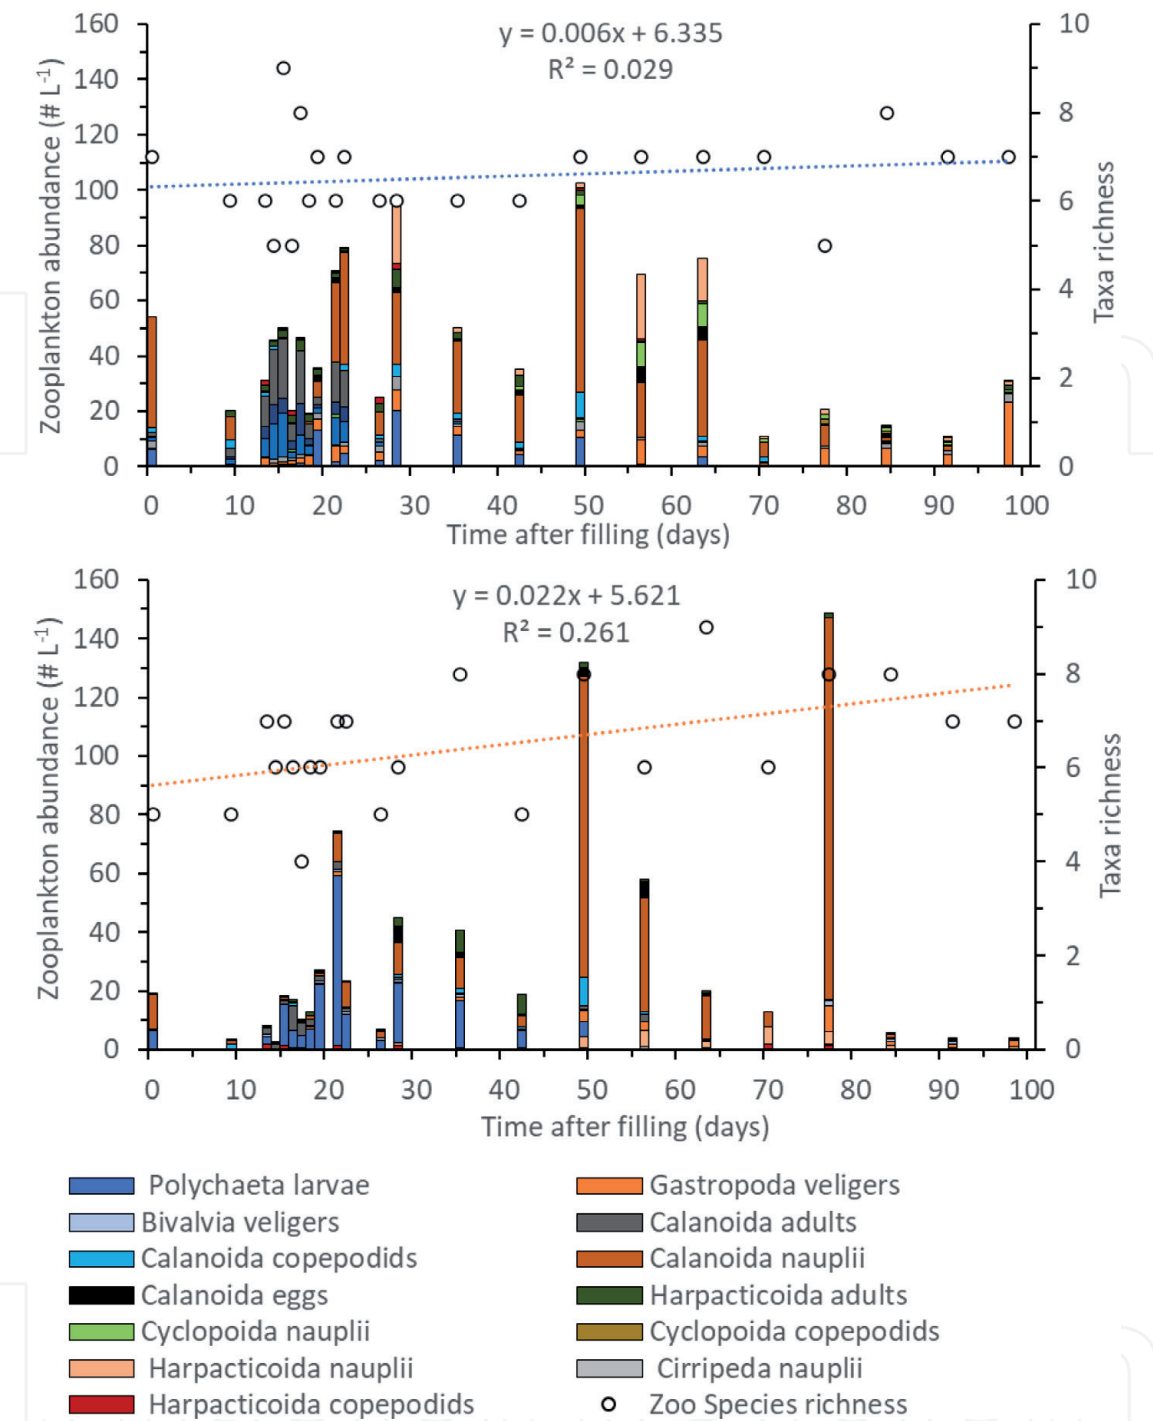 160 10
y = 0.006x + 6.335
R² = 0.029
140
8
120
100
6
80
60
4
40
2
20
0 0
Zooplankton abundance (# L⁻¹)
Taxa richness
0 10 20 30 40 50 60 70 80 90 100
Time after filling (days)
160 10
y = 0.022x + 5.621
R² = 0.261
140
8
120
100
6
80
60
4
40
2
20
0 0
Zooplankton abundance (# L⁻¹)
Taxa richness
0 10 20 30 40 50 60 70 80 90 100
Time after filling (days)
Polychaeta larvae Gastropoda veligers
Bivalvia veligers Calanoida adults
Calanoida copepodids Calanoida nauplii
Calanoida eggs Harpacticoida adults
Cyclopoida nauplii Cyclopoida copepodids
Harpacticoida nauplii Cirripeda nauplii
Harpacticoida copepodids Zoo Species richness